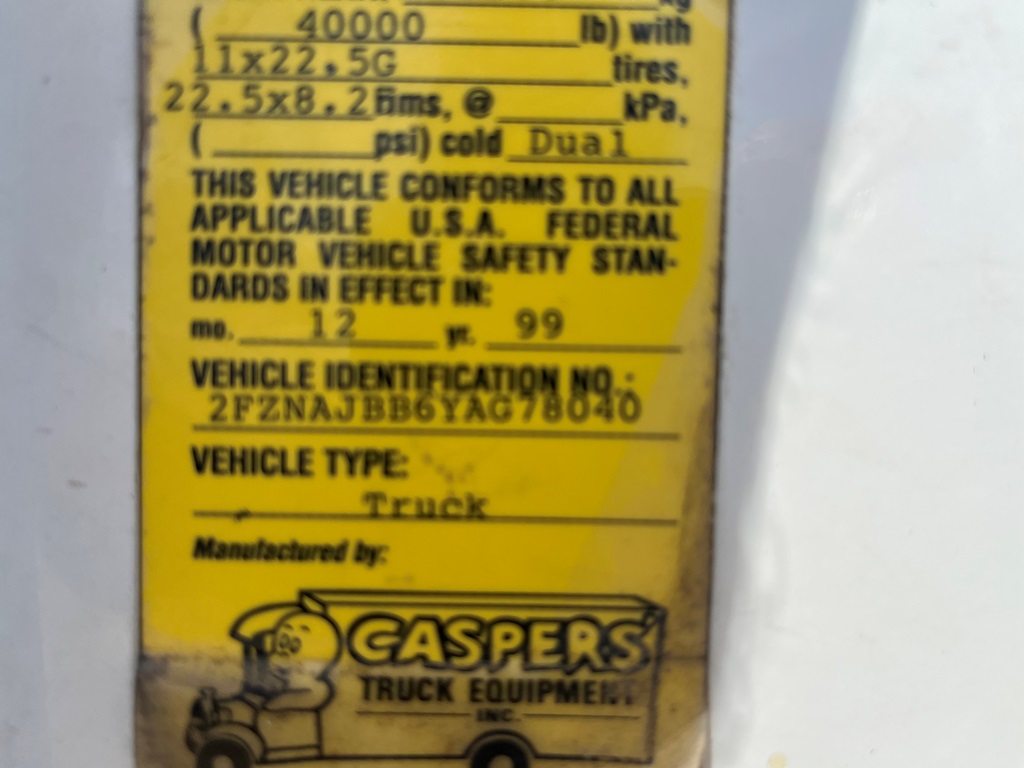 kg
( 40000 lb) with
11x22.5G tires,
22.5x8.25 rims, @ kPa,
( psi) cold Dual
THIS VEHICLE CONFORMS TO ALL
APPLICABLE U.S.A. FEDERAL
MOTOR VEHICLE SAFETY STAN-
DARDS IN EFFECT IN:
mo. 12 yr. 99
VEHICLE IDENTIFICATION NO.:
2FZNAJBB6YAG78040
VEHICLE TYPE:
Truck
Manufactured by:
CASPERS'
TRUCK EQUIPMENT
INC.